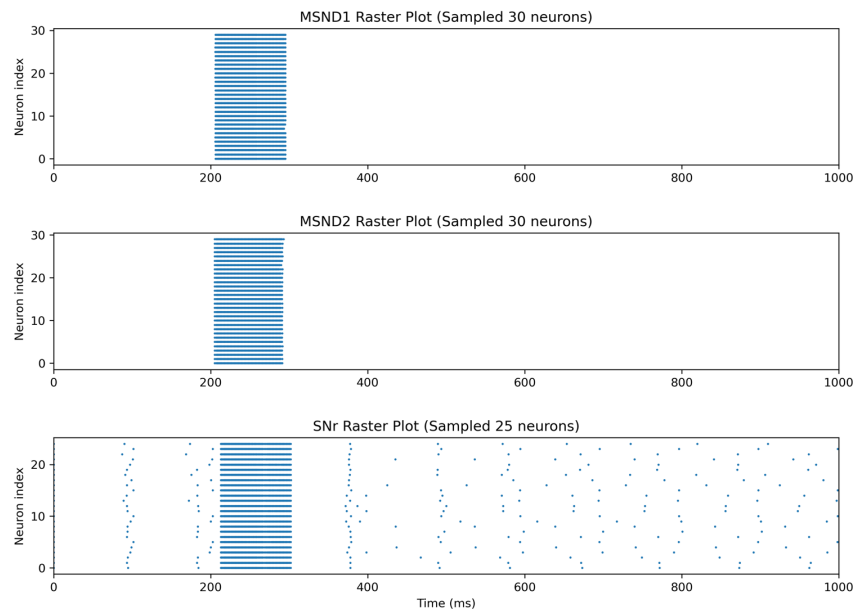 MSND1 Raster Plot (Sampled 30 neurons)
30
20
10
0
Neuron index
0 200 400 600 800 1000
MSND2 Raster Plot (Sampled 30 neurons)
30
20
10
0
Neuron index
0 200 400 600 800 1000
SNr Raster Plot (Sampled 25 neurons)
20
10
0
Neuron index
0 200 400 600 800 1000
Time (ms)